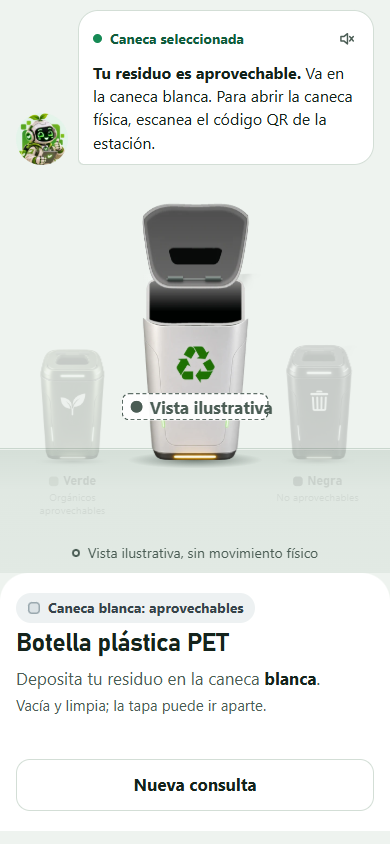 Caneca seleccionada
Tu residuo es aprovechable. Va en
la caneca blanca. Para abrir la caneca
física, escanea el código QR de la
estación.
Vista ilustrativa
Verde
Orgánicos
aprovechables
Negra
No aprovechables
Vista ilustrativa, sin movimiento físico
Caneca blanca: aprovechables
Botella plástica PET
Deposita tu residuo en la caneca blanca.
Vacía y limpia; la tapa puede ir aparte.
Nueva consulta